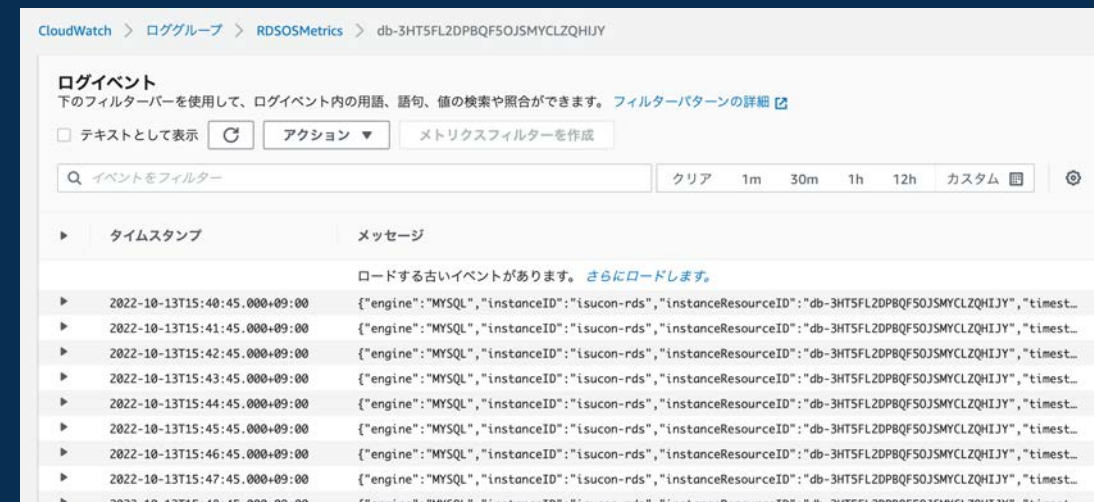 CloudWatch > ロググループ > RDSOSMetrics > db-3HT5FL2DPBQF5OJSMYCLZQHIJY
ログイベント
下のフィルターバーを使用して、ログイベント内の用語、語句、値の検索や照合ができます。 フィルターパターンの詳細
テキストとして表示 アクション ▼ メトリクスフィルターを作成
イベントをフィルター クリア 1m 30m 1h 12h カスタム
▶ タイムスタンプ メッセージ
ロードする古いイベントがあります。 さらにロードします。
▶ 2022-10-13T15:40:45.000+09:00 {"engine":"MYSQL","instanceID":"isucon-rds","instanceResourceID":"db-3HT5FL2DPBQF5OJSMYCLZQHIJY","timest…
▶ 2022-10-13T15:41:45.000+09:00 {"engine":"MYSQL","instanceID":"isucon-rds","instanceResourceID":"db-3HT5FL2DPBQF5OJSMYCLZQHIJY","timest…
▶ 2022-10-13T15:42:45.000+09:00 {"engine":"MYSQL","instanceID":"isucon-rds","instanceResourceID":"db-3HT5FL2DPBQF5OJSMYCLZQHIJY","timest…
▶ 2022-10-13T15:43:45.000+09:00 {"engine":"MYSQL","instanceID":"isucon-rds","instanceResourceID":"db-3HT5FL2DPBQF5OJSMYCLZQHIJY","timest…
▶ 2022-10-13T15:44:45.000+09:00 {"engine":"MYSQL","instanceID":"isucon-rds","instanceResourceID":"db-3HT5FL2DPBQF5OJSMYCLZQHIJY","timest…
▶ 2022-10-13T15:45:45.000+09:00 {"engine":"MYSQL","instanceID":"isucon-rds","instanceResourceID":"db-3HT5FL2DPBQF5OJSMYCLZQHIJY","timest…
▶ 2022-10-13T15:46:45.000+09:00 {"engine":"MYSQL","instanceID":"isucon-rds","instanceResourceID":"db-3HT5FL2DPBQF5OJSMYCLZQHIJY","timest…
▶ 2022-10-13T15:47:45.000+09:00 {"engine":"MYSQL","instanceID":"isucon-rds","instanceResourceID":"db-3HT5FL2DPBQF5OJSMYCLZQHIJY","timest…